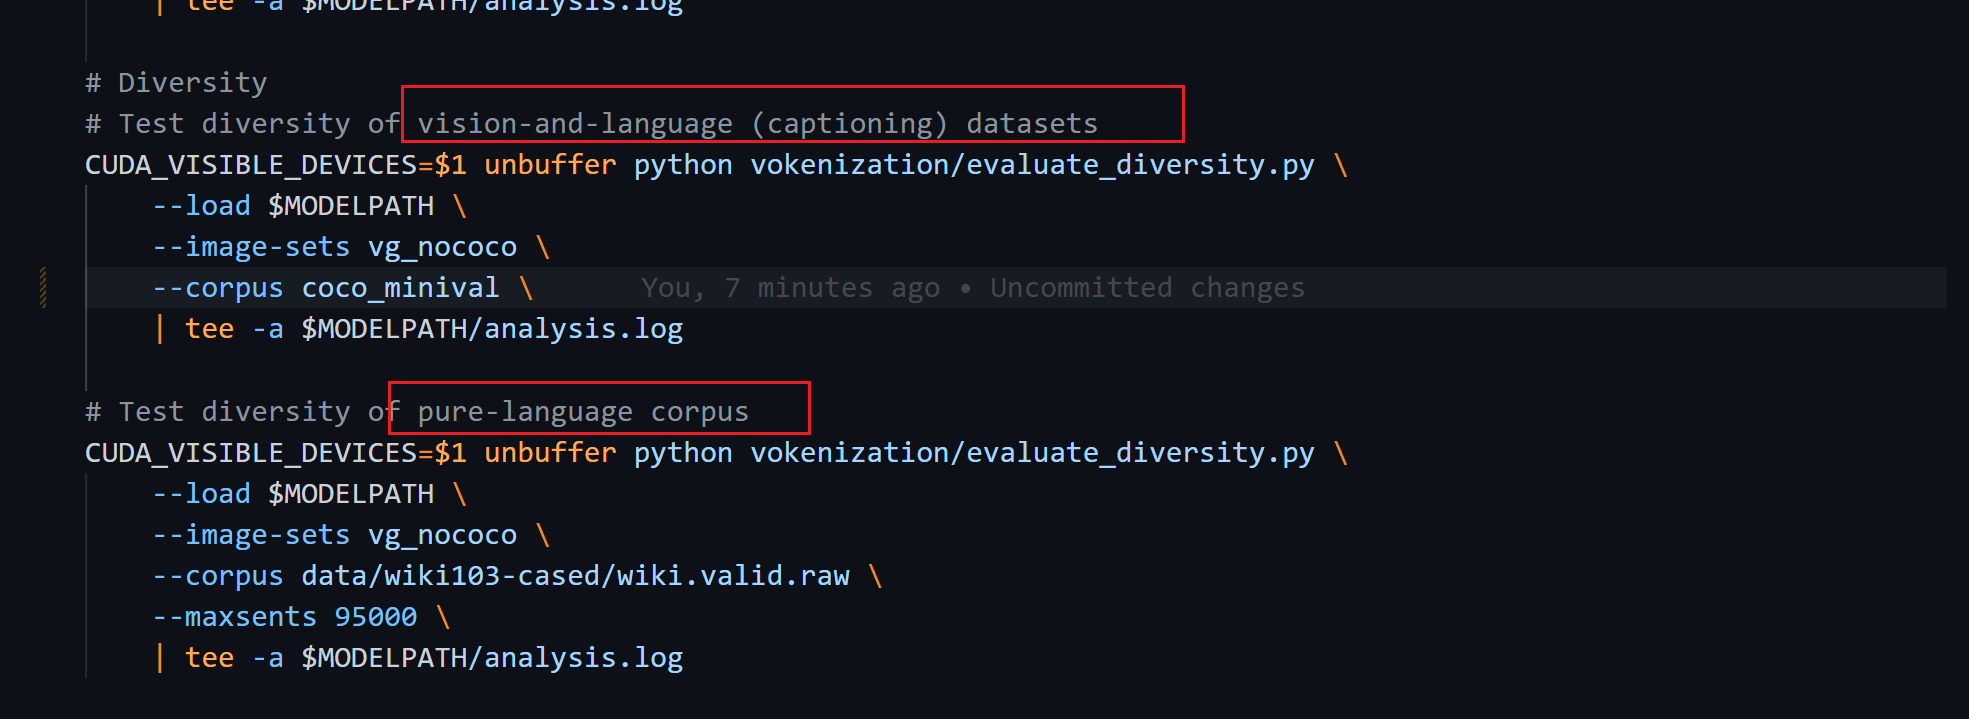 | tee -a $MODELPATH/analysis.log
# Diversity
# Test diversity of vision-and-language (captioning) datasets
CUDA_VISIBLE_DEVICES=$1 unbuffer python vokenization/evaluate_diversity.py \
--load $MODELPATH \
--image-sets vg_nococo \
--corpus coco_minival \ You, 7 minutes ago • Uncommitted changes
| tee -a $MODELPATH/analysis.log
# Test diversity of pure-language corpus
CUDA_VISIBLE_DEVICES=$1 unbuffer python vokenization/evaluate_diversity.py \
--load $MODELPATH \
--image-sets vg_nococo \
--corpus data/wiki103-cased/wiki.valid.raw \
--maxsents 95000 \
| tee -a $MODELPATH/analysis.log